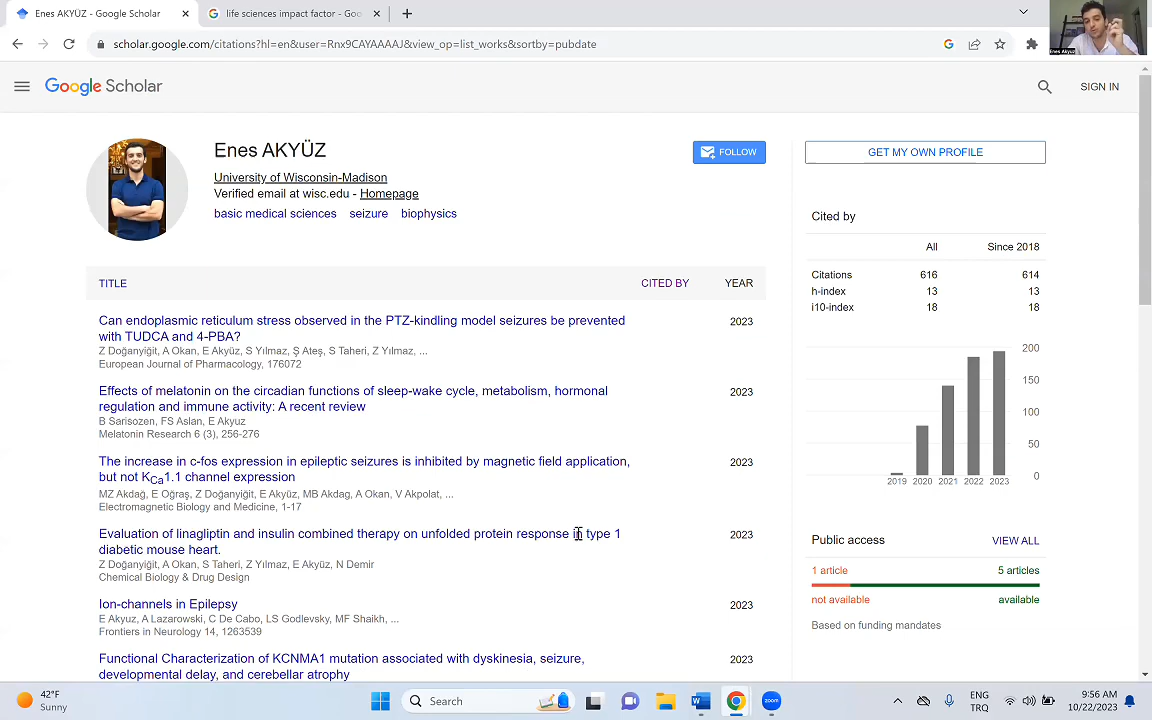 Enes AKYÜZ - Google Scholar
life sciences impact factor - Goo
scholar.google.com/citations?hl=en&user=Rnx9CAYAAAAJ&view_op=list_works&sortby=pubdate
Enes Akyuz
Google Scholar
SIGN IN
Enes AKYÜZ
FOLLOW
University of Wisconsin-Madison
Verified email at wisc.edu - Homepage
basic medical sciences seizure biophysics
GET MY OWN PROFILE
TITLE CITED BY YEAR
Can endoplasmic reticulum stress observed in the PTZ-kindling model seizures be prevented 2023
with TUDCA and 4-PBA?
Z Doğanyiğit, A Okan, E Akyüz, S Yılmaz, Ş Ateş, S Taheri, Z Yılmaz, ...
European Journal of Pharmacology, 176072
Effects of melatonin on the circadian functions of sleep-wake cycle, metabolism, hormonal 2023
regulation and immune activity: A recent review
B Sarisozen, FS Aslan, E Akyuz
Melatonin Research 6 (3), 256-276
The increase in c-fos expression in epileptic seizures is inhibited by magnetic field application, 2023
but not KCa1.1 channel expression
MZ Akdağ, E Oğraş, Z Doğanyiğit, E Akyüz, MB Akdag, A Okan, V Akpolat, ...
Electromagnetic Biology and Medicine, 1-17
Evaluation of linagliptin and insulin combined therapy on unfolded protein response in type 1 2023
diabetic mouse heart.
Z Doğanyiğit, A Okan, S Taheri, Z Yılmaz, E Akyüz, N Demir
Chemical Biology & Drug Design
Ion-channels in Epilepsy 2023
E Akyuz, A Lazarowski, C De Cabo, LS Godlevsky, MF Shaikh, ...
Frontiers in Neurology 14, 1263539
Functional Characterization of KCNMA1 mutation associated with dyskinesia, seizure, 2023
developmental delay, and cerebellar atrophy
Cited by
All Since 2018
Citations 616 614
h-index 13 13
i10-index 18 18
200
150
100
50
0
2019 2020 2021 2022 2023
Public access VIEW ALL
1 article 5 articles
not available available
Based on funding mandates
42°F
Sunny
Search
zoom
ENG
TRQ
9:56 AM
10/22/2023